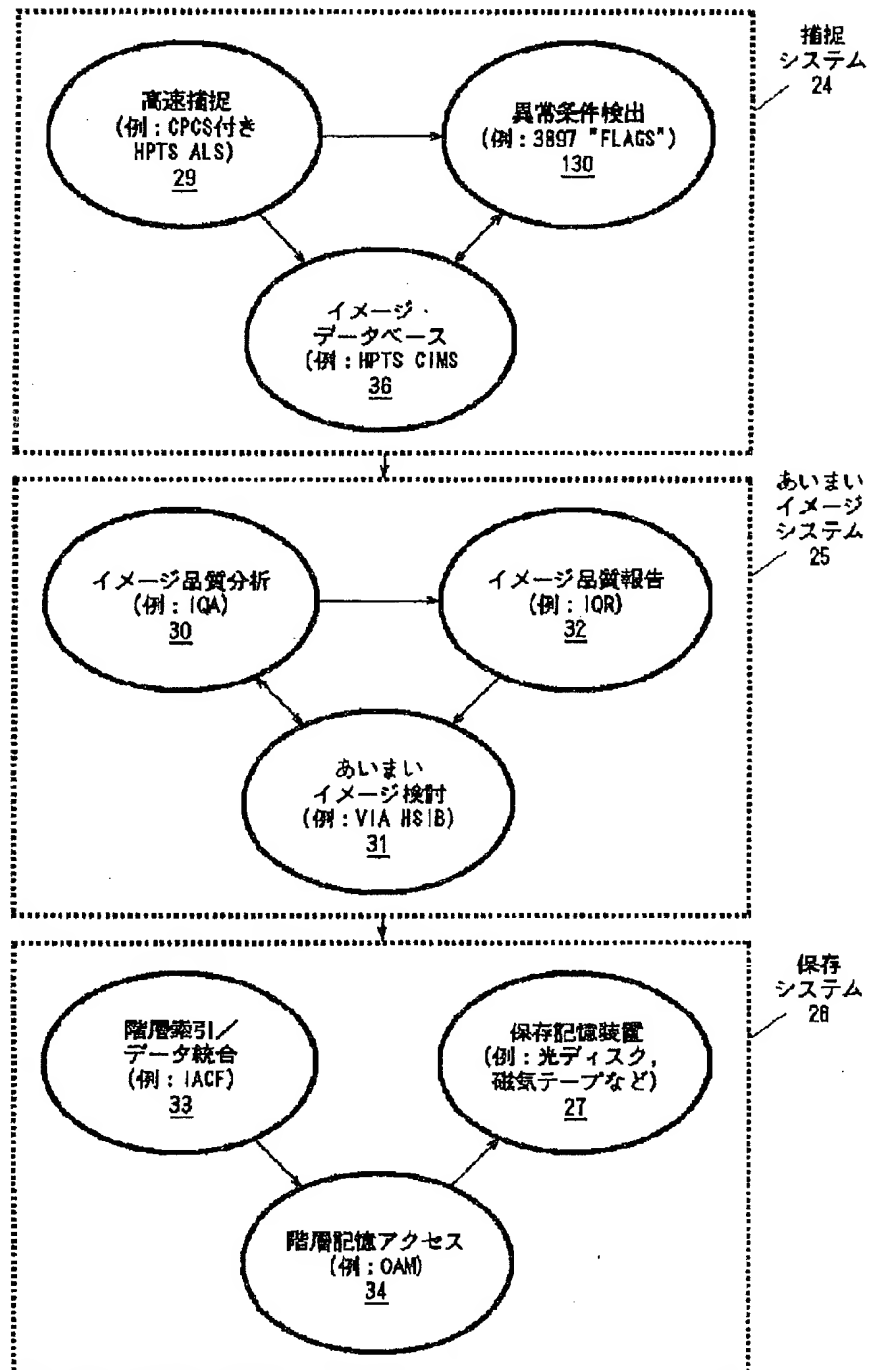 捕捉
システム
24
高速捕捉
(例：CPCS付き
HPTS ALS)
29
異常条件検出
(例：3897 "FLAGS")
130
イメージ・
データベース
(例：HPTS CIMS
36
あいまい
イメージ
システム
25
イメージ品質分析
(例：IQA)
30
イメージ品質報告
(例：IQR)
32
あいまい
イメージ検討
(例：VIA HSIB)
31
保存
システム
26
階層索引／
データ統合
(例：IACF)
33
保存記憶装置
(例：光ディスク,
磁気テープなど)
27
階層記憶アクセス
(例：OAM)
34